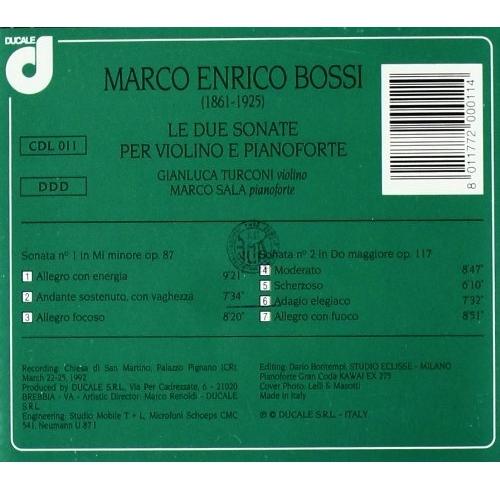 DUCALE
d
MARCO ENRICO BOSSI
(1861-1925)
LE DUE SONATE
PER VIOLINO E PIANOFORTE
GIANLUCA TURCONI violino
MARCO SALA pianoforte
CDL 011
DDD
8 011772 000114
Sonata nº 1 in Mi minore op. 87
1 Allegro con energia 9'21"
2 Andante sostenuto, con vaghezza 7'34"
3 Allegro focoso 8'20"
Sonata nº 2 in Do maggiore op. 117
4 Moderato 8'47"
5 Scherzoso 6'10"
6 Adagio elegiaco 7'32"
7 Allegro con fuoco 8'51"
Recording: Chiesa di San Martino, Palazzo Pignano (CR),
March 22-25, 1992
Produced by DUCALE S.R.L., Via Per Cadrezzate, 6 - 21020
BREBBIA - VA - Artistic Director: Marco Renoldi - DUCALE
S.R.L.
Engineering: Studio Mobile T + L, Microfoni Schoeps CMC
541, Neumann U 87 I
Editing: Dario Bontempi, STUDIO ECLISSE - MILANO
Pianoforte Gran Coda KAWAI EX 275
Cover Photo: Lelli & Masotti
Made in Italy
℗ © DUCALE S.R.L. - ITALY